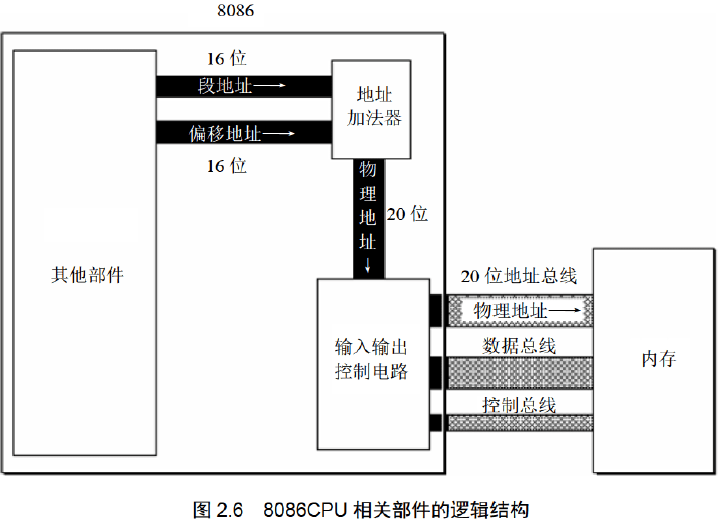 8086
16 位
段地址
偏移地址
16 位
地址
加法器
物理地址
20 位
其他部件
输入输出
控制电路
20 位地址总线
物理地址
数据总线
控制总线
内存
图 2.6 8086CPU 相关部件的逻辑结构